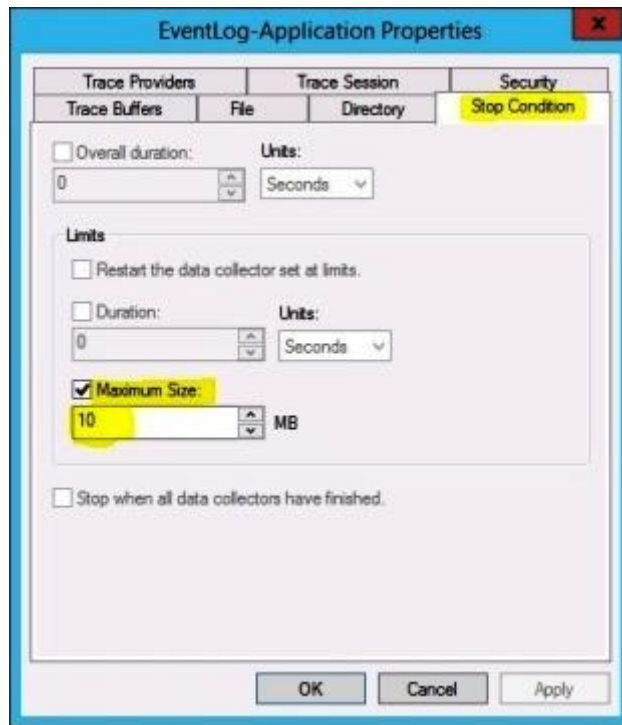 EventLog-Application Properties
x
Trace Providers Trace Session Security
Trace Buffers File Directory Stop Condition
Overall duration: Units:
0 Seconds
Limits
Restart the data collector set at limits.
Duration: Units:
0 Seconds
Maximum Size:
10 MB
Stop when all data collectors have finished.
OK Cancel Apply